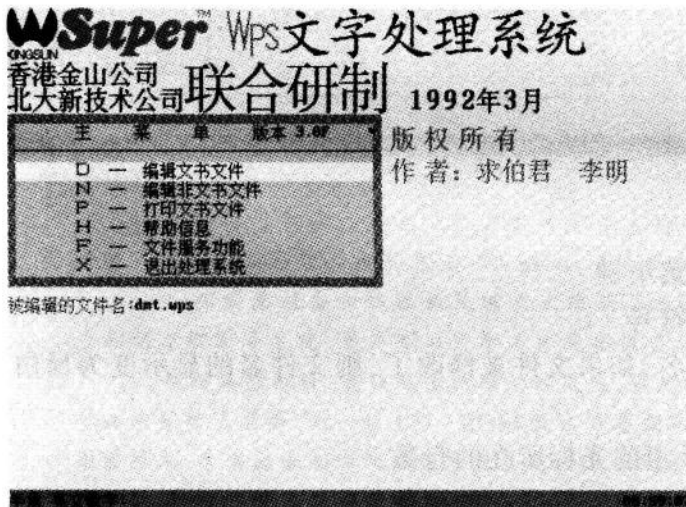 Super™ Wps文字处理系统
KINGSUN
香港金山公司
北大新技术公司联合研制 1992年3月
主 菜 单 版本 3.0F
版权所有
作者：求伯君 李明
D — 编辑文书文件
N — 编辑非文书文件
P — 打印文书文件
H — 帮助信息
F — 文件服务功能
X — 退出处理系统
被编辑的文件名:dmt.wps